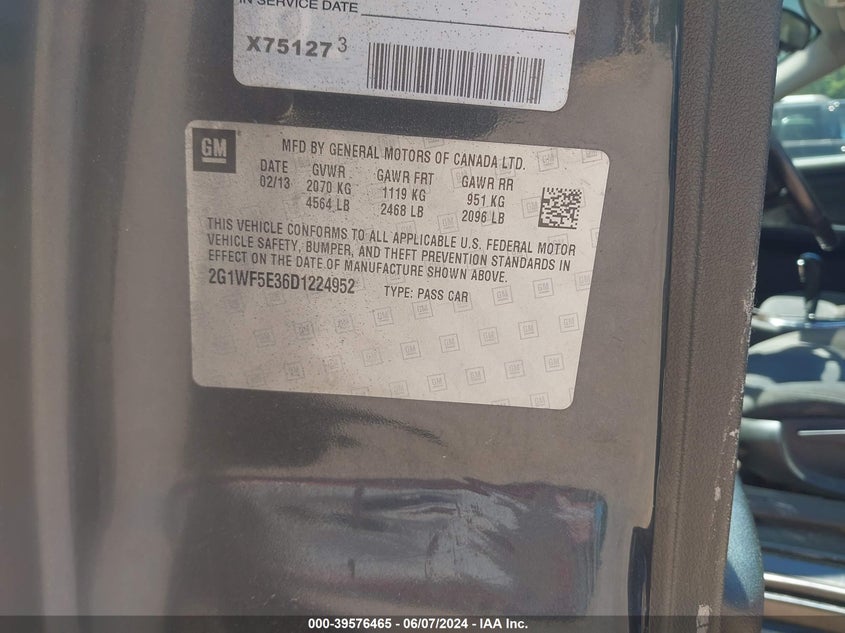 IN SERVICE DATE
X75127 3
GM
MFD BY GENERAL MOTORS OF CANADA LTD.
DATE GVWR GAWR FRT GAWR RR
02/13 2070 KG 1119 KG 951 KG
4564 LB 2468 LB 2096 LB
THIS VEHICLE CONFORMS TO ALL APPLICABLE U.S. FEDERAL MOTOR
VEHICLE SAFETY, BUMPER, AND THEFT PREVENTION STANDARDS IN
EFFECT ON THE DATE OF MANUFACTURE SHOWN ABOVE.
2G1WF5E36D1224952 TYPE: PASS CAR
000-39576465 - 06/07/2024 - IAA Inc.